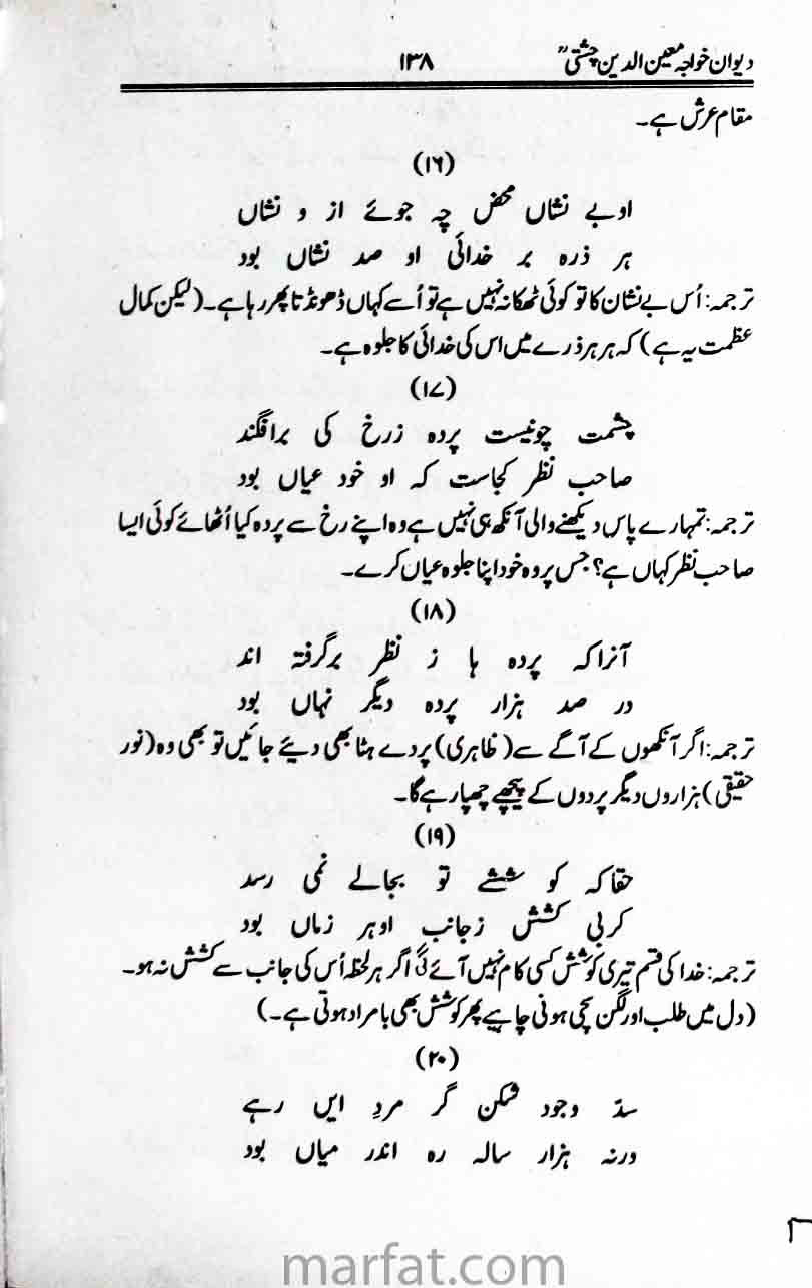 دیوان خواجہ معین الدین چشتیؒ ۱۳۸
مقام عرش ہے۔
(۱۶)
او بے نشاں محض چہ جوئے از و نشاں
ہر ذرہ بر خدائی او صد نشاں بود
ترجمہ: اُس بے نشان کا تو کوئی ٹھکانہ نہیں ہے تو اُسے کہاں ڈھونڈتا پھر رہا ہے۔ (لیکن کمال
عظمت یہ ہے) کہ ہر ہر ذرے میں اس کی خدائی کا جلوہ ہے۔
(۱۷)
چشمت چونیست پردہ زرخ کی برافگند
صاحب نظر کجاست کہ او خود عیاں بود
ترجمہ: تمہارے پاس دیکھنے والی آنکھ ہی نہیں ہے وہ اپنے رخ سے پردہ کیا اُٹھائے کوئی ایسا
صاحب نظر کہاں ہے؟ جس پر وہ خود اپنا جلوہ عیاں کرے۔
(۱۸)
آنراکہ پردہ ہا ز نظر برگرفتہ اند
در صد ہزار پردہ دیگر نہاں بود
ترجمہ: اگر آنکھوں کے آگے سے (ظاہری) پردے ہٹا بھی دیئے جائیں تو بھی وہ (نور
حقیقی) ہزاروں دیگر پردوں کے پیچھے چھپا رہے گا۔
(۱۹)
حقاکہ کو ششے تو بجالے نمی رسد
کربی کشش زجانب اوہر زماں بود
ترجمہ: خدا کی قسم تیری کوشش کسی کام نہیں آئے گی اگر ہر لحظہ اُس کی جانب سے کشش نہ ہو۔
(دل میں طلب اور لگن سچی ہونی چاہیے پھر کوشش بھی بامراد ہوتی ہے۔)
(۲۰)
سدّ وجود شکن گر مردِ ایں رہے
ورنہ ہزار سالہ رہ اندر میاں بود
marfat.com